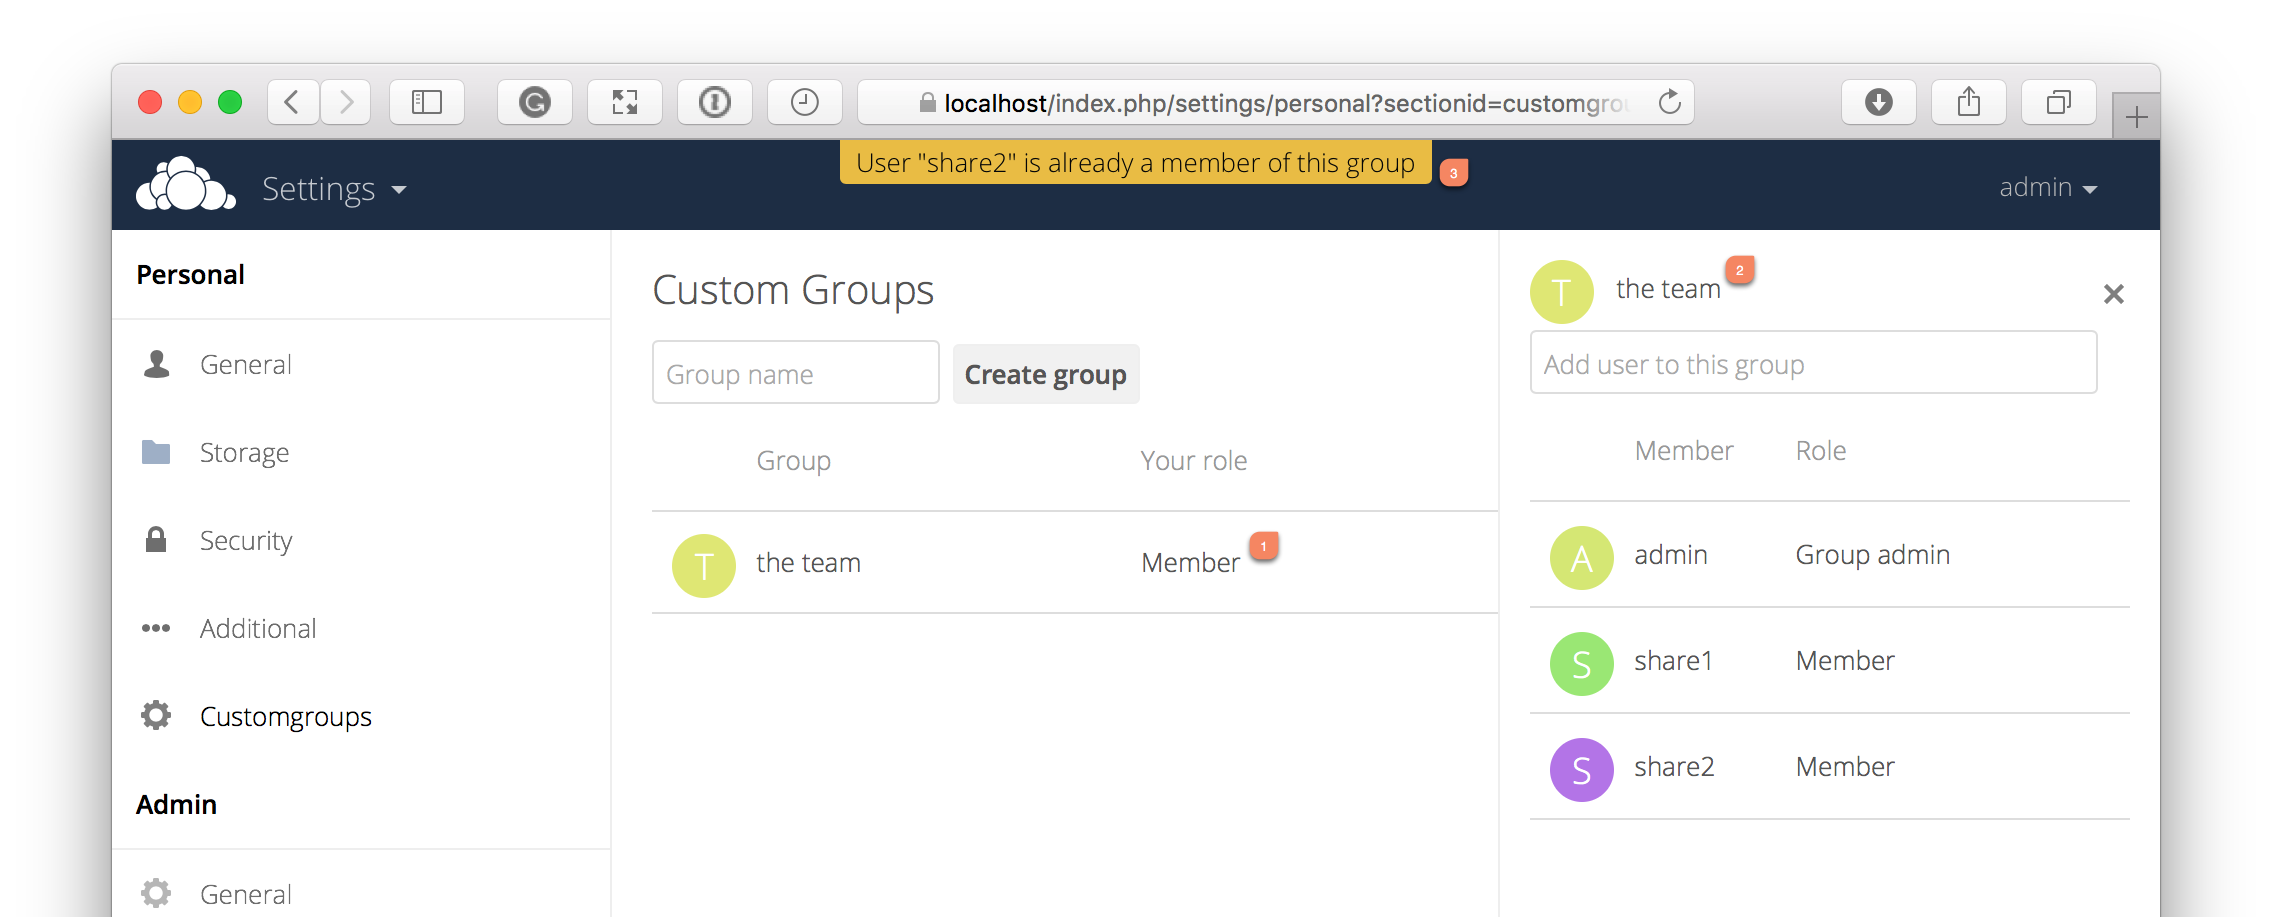 localhost/index.php/settings/personal?sectionid=customgrou
User "share2" is already a member of this group
3
Settings
admin
Personal
General
Storage
Security
Additional
Customgroups
Admin
General
Custom Groups
Group name
Create group
Group Your role
T the team Member 1
T the team 2
Add user to this group
Member Role
A admin Group admin
S share1 Member
S share2 Member